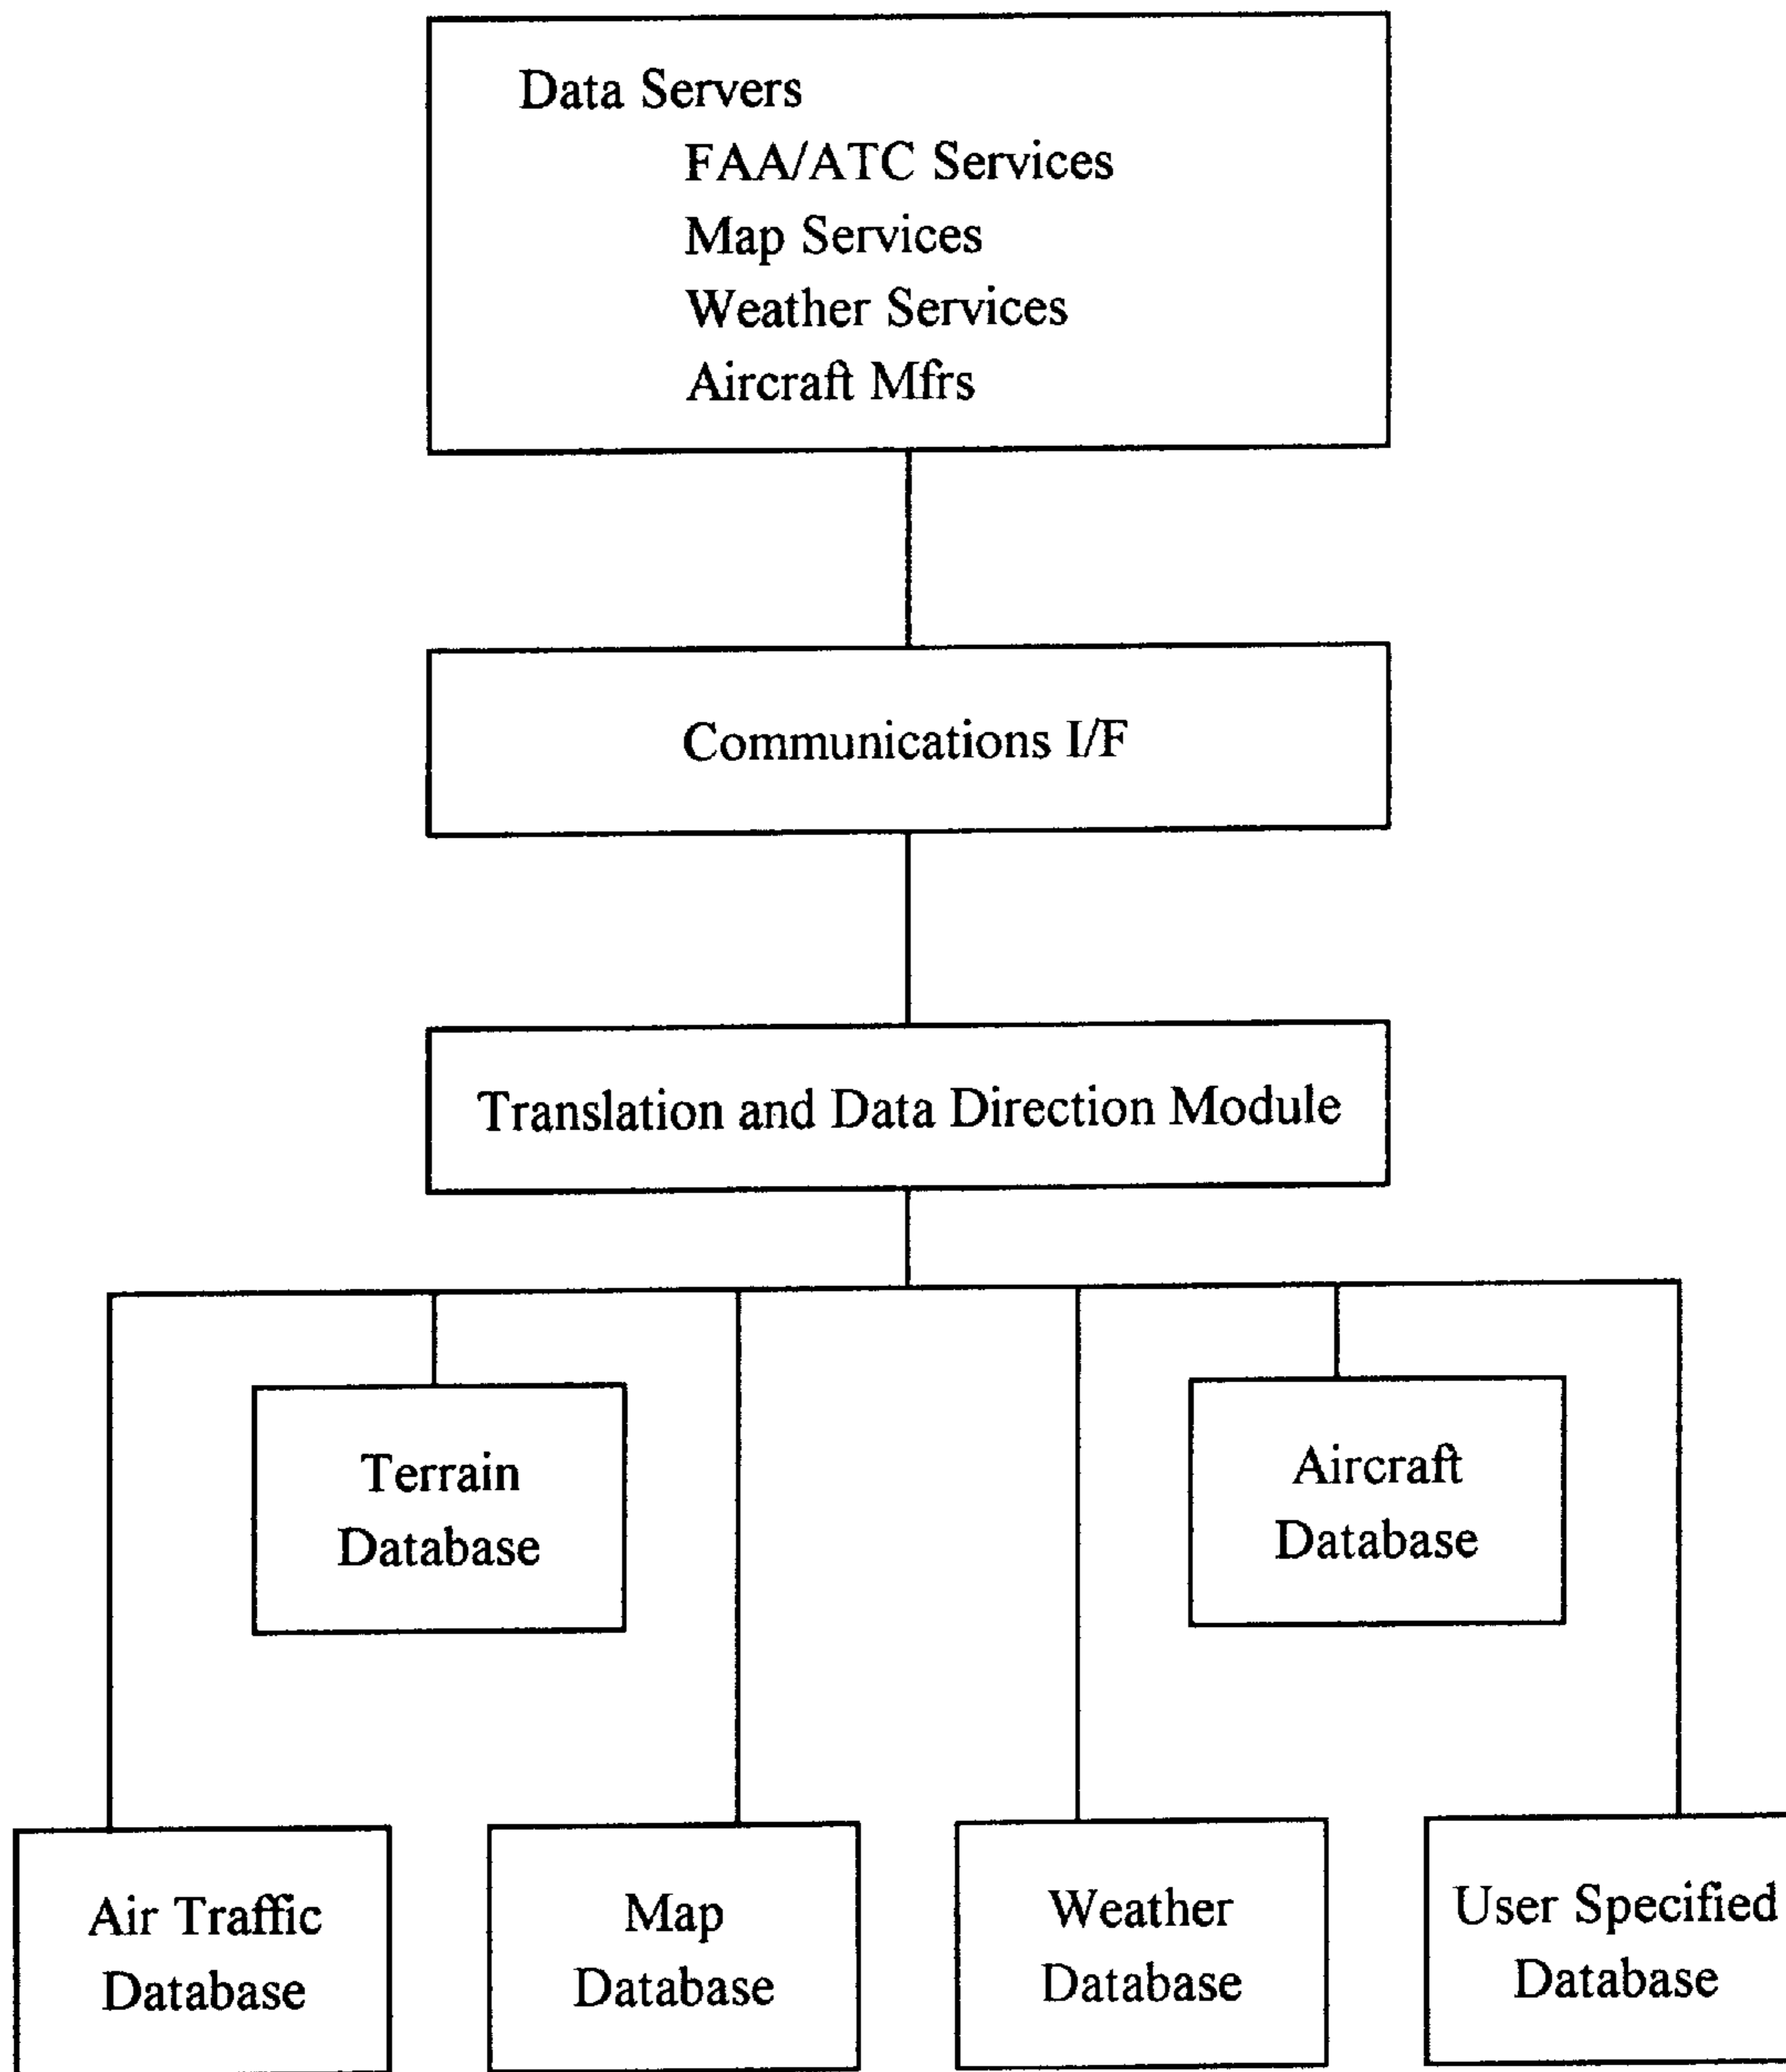 Data Servers
FAA/ATC Services
Map Services
Weather Services
Aircraft Mfrs
Communications I/F
Translation and Data Direction Module
Terrain
Database
Aircraft
Database
Air Traffic
Database
Map
Database
Weather
Database
User Specified
Database